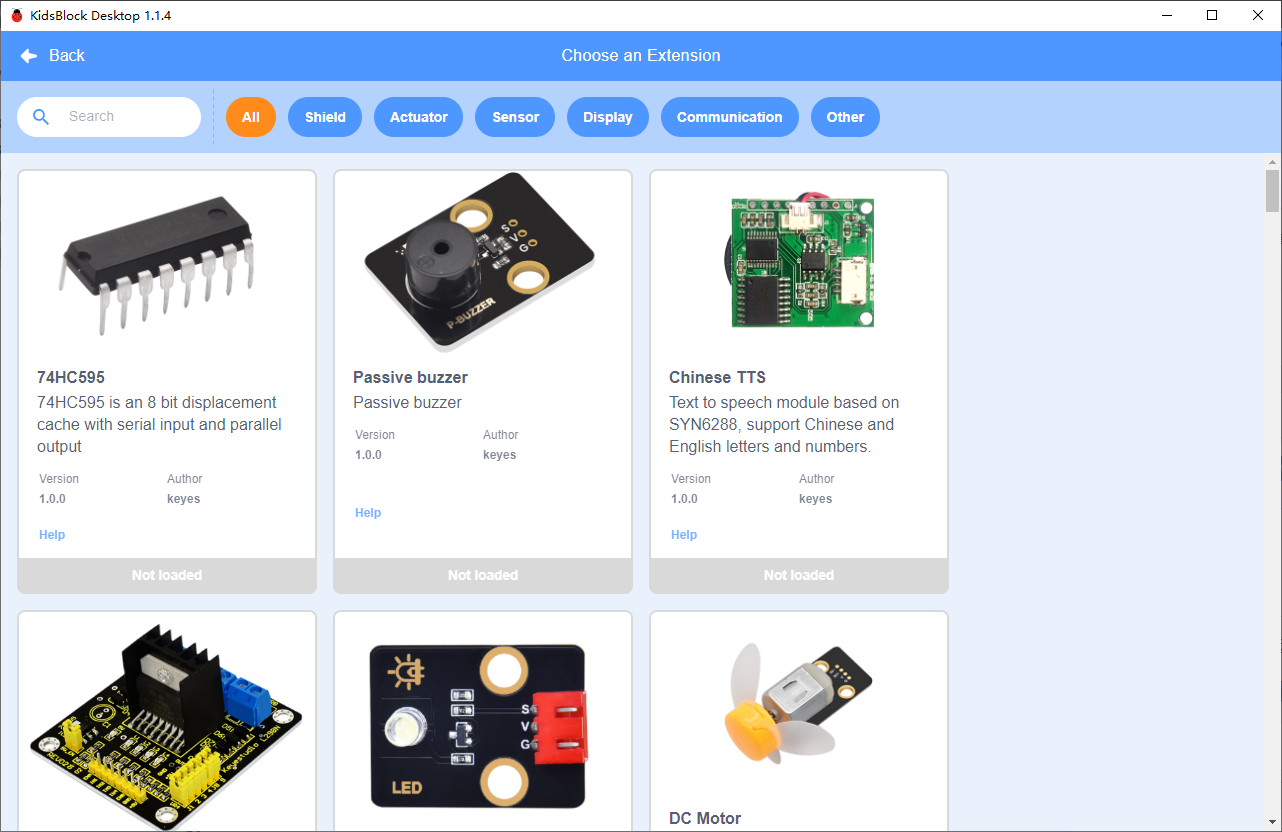 KidsBlock Desktop 1.1.4
Back
Choose an Extension
Search
All
Shield
Actuator
Sensor
Display
Communication
Other
S
V
G
P-BUZZER
74HC595
74HC595 is an 8 bit displacement
cache with serial input and parallel
output
Version
Author
1.0.0
keyes
Help
Not loaded
Passive buzzer
Passive buzzer
Version
Author
1.0.0
keyes
Help
Not loaded
Chinese TTS
Text to speech module based on
SYN6288, support Chinese and
English letters and numbers.
Version
Author
1.0.0
keyes
Help
Not loaded
Keyestudio L298N
S
V
G
LED
DC Motor